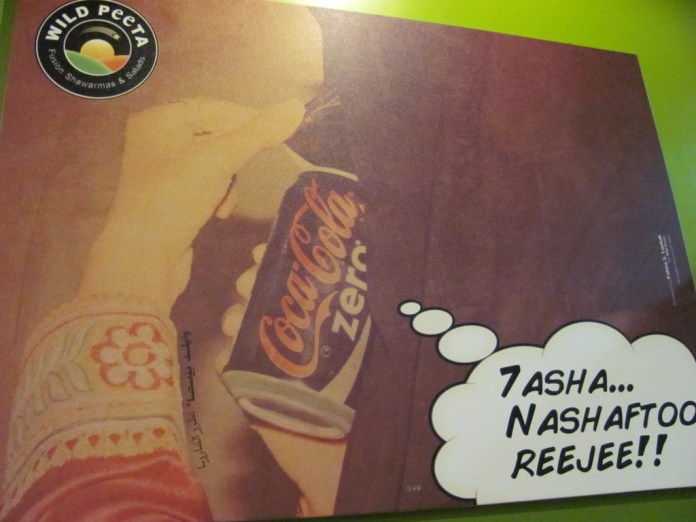 WILD PEETA
Fusion Shawarmas & Salads
Coca-Cola
zero
7ASHA...
NASHAFTOO
REEJEE!!